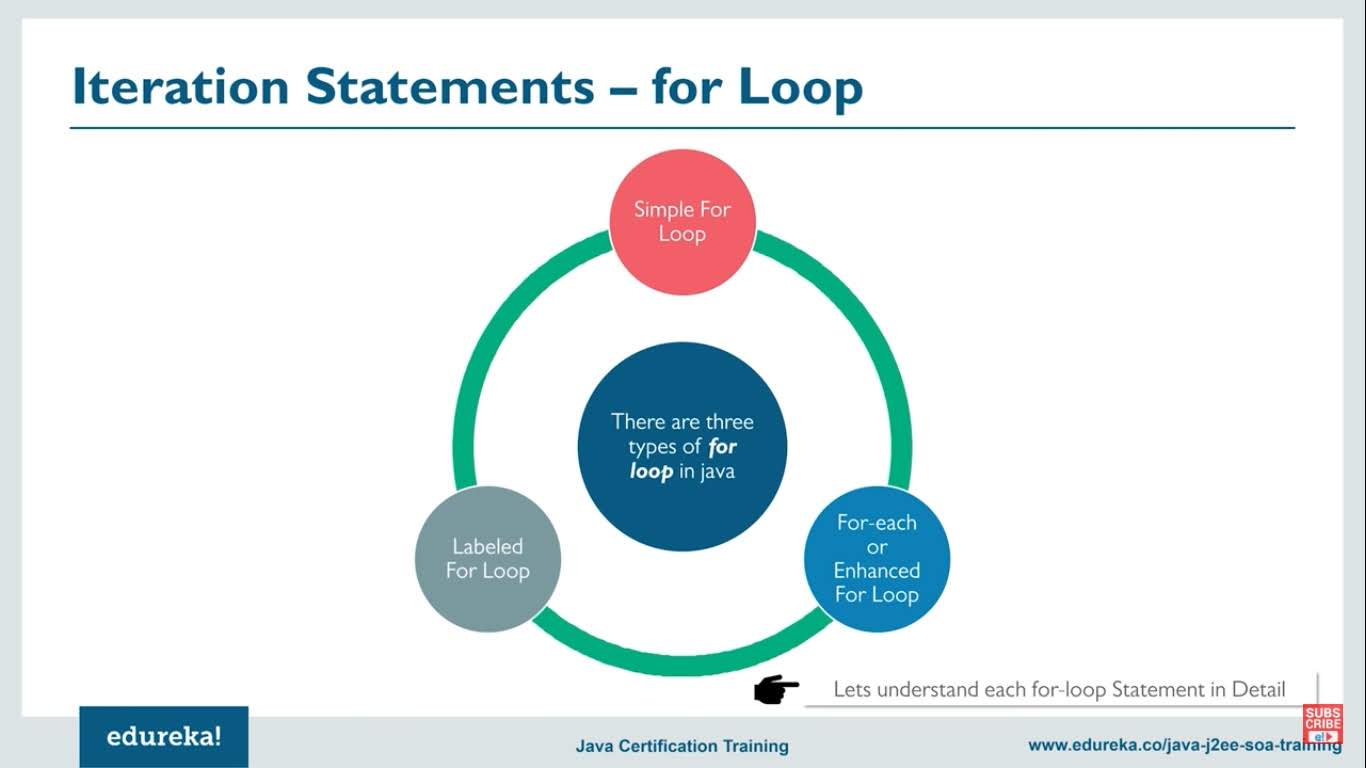 Iteration Statements – for Loop
Simple For
Loop
There are three
types of for
loop in java
Labeled
For Loop
For-each
or
Enhanced
For Loop
Lets understand each for-loop Statement in Detail
edureka!
Java Certification Training
www.edureka.co/java-j2ee-soa-training
SUBS
CRIBE
e!